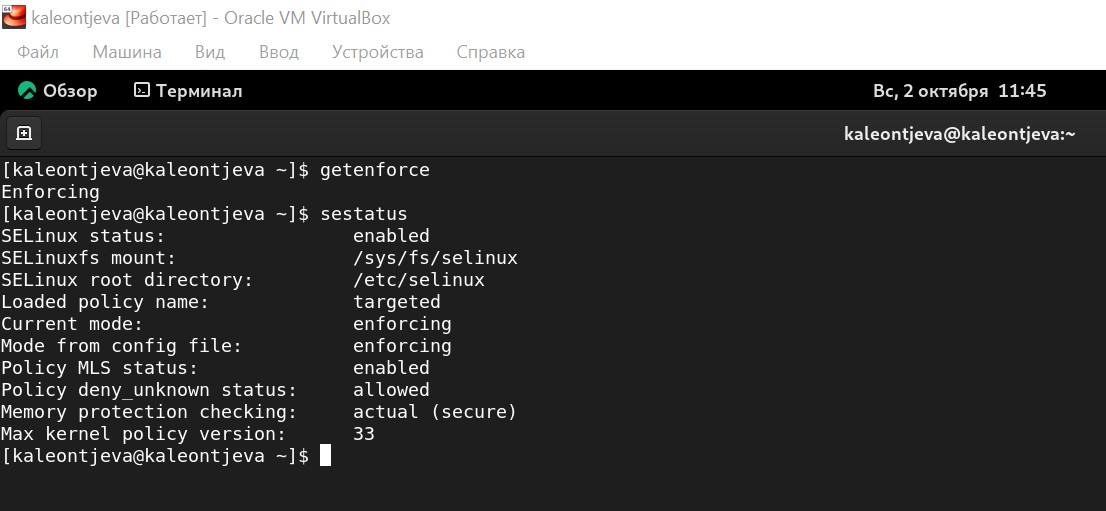 64
kaleontjeva [Работает] - Oracle VM VirtualBox
Файл Машина Вид Ввод Устройства Справка
Обзор Терминал Вс, 2 октября 11:45
kaleontjeva@kaleontjeva:~
[kaleontjeva@kaleontjeva ~]$ getenforce
Enforcing
[kaleontjeva@kaleontjeva ~]$ sestatus
SELinux status: enabled
SELinuxfs mount: /sys/fs/selinux
SELinux root directory: /etc/selinux
Loaded policy name: targeted
Current mode: enforcing
Mode from config file: enforcing
Policy MLS status: enabled
Policy deny_unknown status: allowed
Memory protection checking: actual (secure)
Max kernel policy version: 33
[kaleontjeva@kaleontjeva ~]$